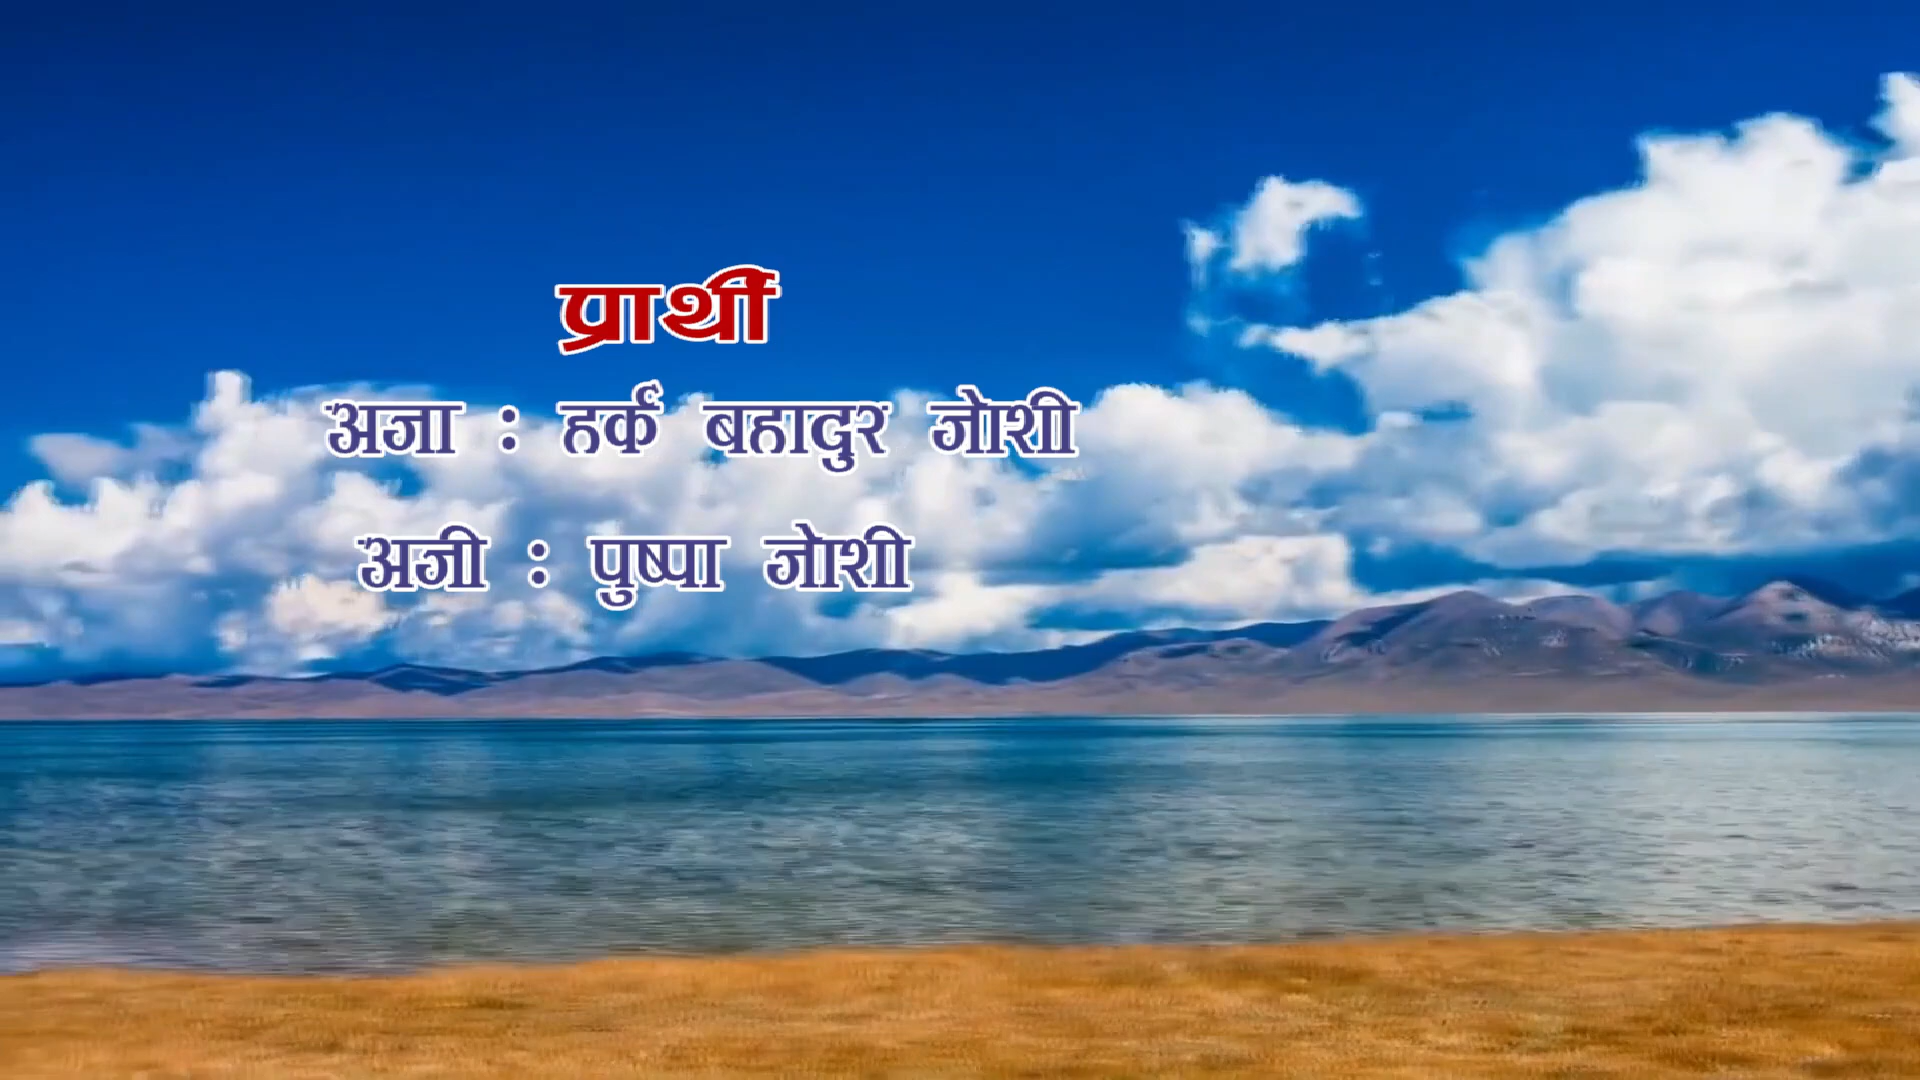 प्रार्थी
अजा : हर्क बहादुर जोशी
अजी : पुष्पा जोशी